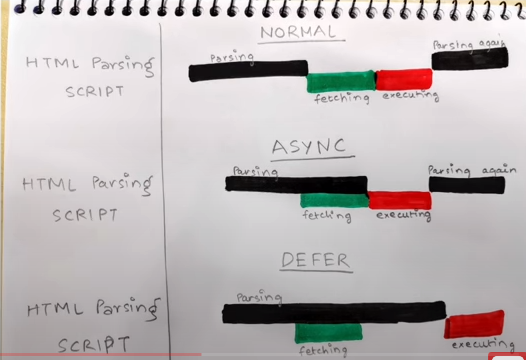 NORMAL
Parsing
Parsing again
HTML Parsing
SCRIPT
fetching
executing
ASYNC
Parsing
Parsing again
HTML Parsing
SCRIPT
fetching
executing
DEFER
Parsing
HTML Parsing
SCRIPT
fetching
executing